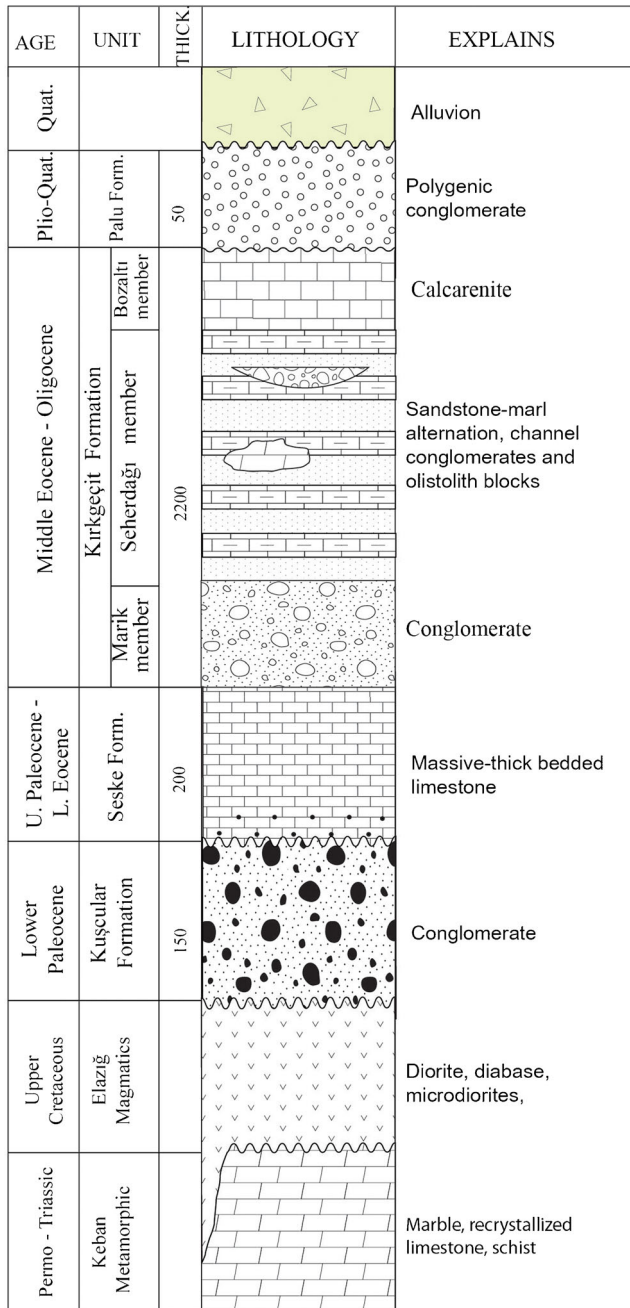 AGE
UNIT
THICK.
LITHOLOGY
EXPLAINS
Quat.
Alluvion
Plio-Quat.
Palu Form.
50
Polygenic
conglomerate
Middle Eocene - Oligocene
Kırkgeçit Formation
2200
Bozaltı
member
Calcarenite
Seherdağı member
Sandstone-marl
alternation, channel
conglomerates and
olistolith blocks
Marik
member
Conglomerate
U. Paleocene -
L. Eocene
Seske Form.
200
Massive-thick bedded
limestone
Lower
Paleocene
Kuşcular
Formation
150
Conglomerate
Upper
Cretaceous
Elazığ
Magmatics
Diorite, diabase,
microdiorites,
Permo - Triassic
Keban
Metamorphic
Marble, recrystallized
limestone, schist